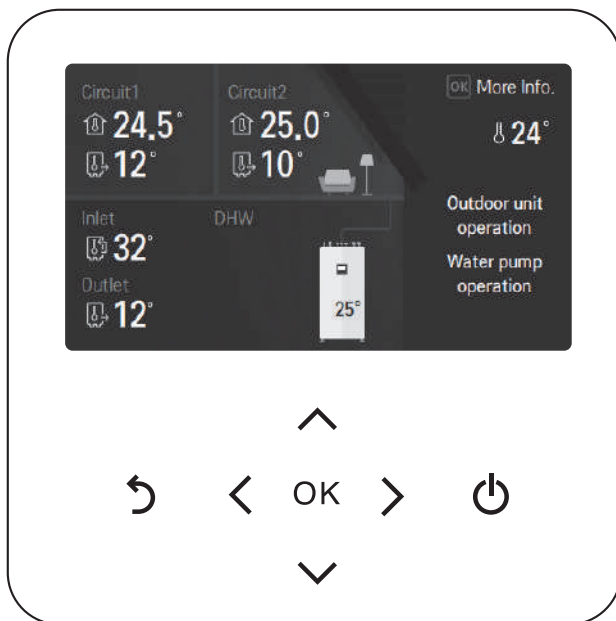 Circuit1
24.5°
12°
Circuit2
25.0°
10°
OK More Info.
24°
Inlet
32°
Outlet
12°
DHW
25°
Outdoor unit
operation
Water pump
operation
OK